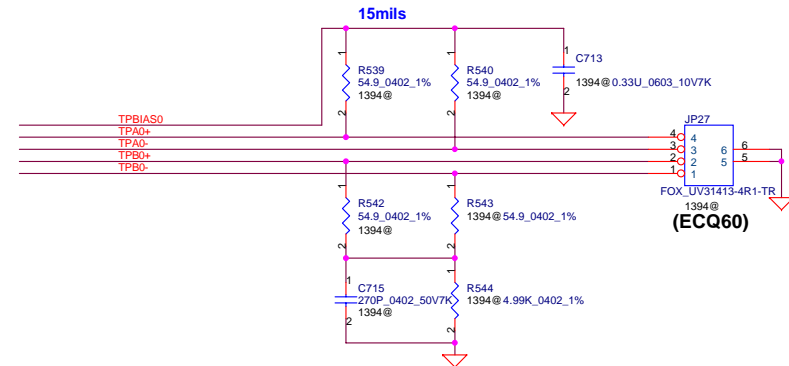 15mils
1
R539
54.9_0402_1%
1394@
2
1
R540
54.9_0402_1%
1394@
2
1
C713
1394@ 0.33U_0603_10V7K
2
TPBIAS0
TPA0+
TPA0-
TPB0+
TPB0-
JP27
4 4
3 3 6 6
2 2 5 5
1 1
FOX_UV31413-4R1-TR
1394@
(ECQ60)
1
R542
54.9_0402_1%
1394@
2
1
R543
1394@ 54.9_0402_1%
2
1
C715
270P_0402_50V7K
1394@
2
1
R544
1394@ 4.99K_0402_1%
2